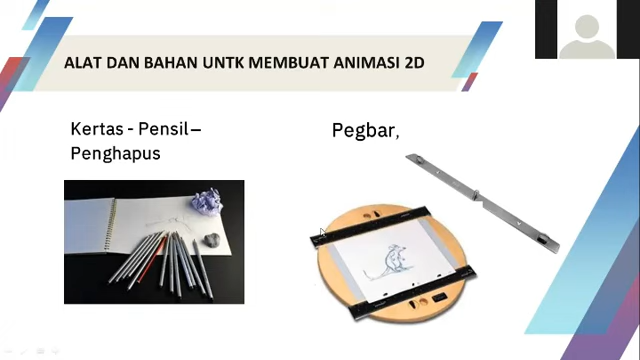 ALAT DAN BAHAN UNTK MEMBUAT ANIMASI 2D
Kertas - Pensil –
Penghapus
Pegbar,